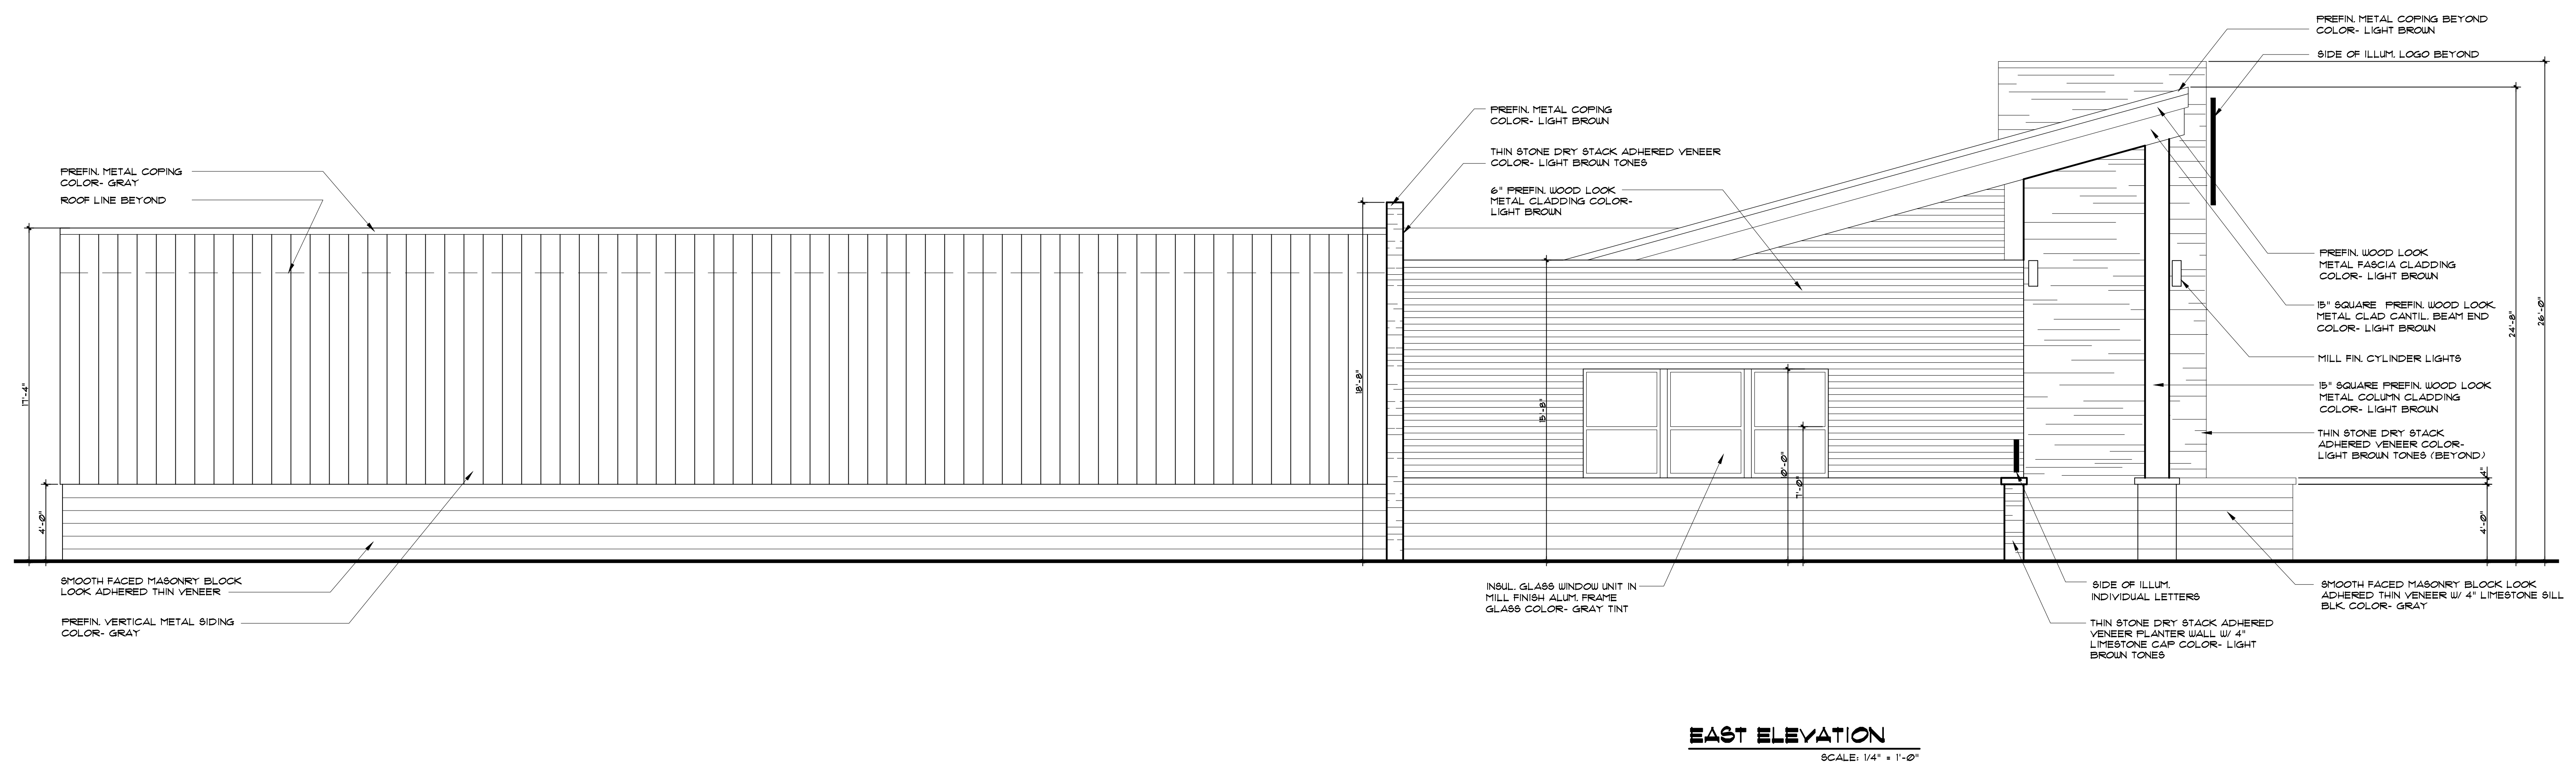 PREFIN. METAL COPING BEYOND
COLOR- LIGHT BROWN
SIDE OF ILLUM. LOGO BEYOND
PREFIN. METAL COPING
COLOR- LIGHT BROWN
THIN STONE DRY STACK ADHERED VENEER
COLOR- LIGHT BROWN TONES
6" PREFIN. WOOD LOOK
METAL CLADDING COLOR-
LIGHT BROWN
PREFIN. METAL COPING
COLOR- GRAY
ROOF LINE BEYOND
PREFIN. WOOD LOOK
METAL FASCIA CLADDING
COLOR- LIGHT BROWN
15" SQUARE PREFIN. WOOD LOOK
METAL CLAD CANTIL. BEAM END
COLOR- LIGHT BROWN
MILL FIN. CYLINDER LIGHTS
15" SQUARE PREFIN. WOOD LOOK
METAL COLUMN CLADDING
COLOR- LIGHT BROWN
THIN STONE DRY STACK
ADHERED VENEER COLOR-
LIGHT BROWN TONES (BEYOND)
17'-4"
4'-0"
18'-8"
15'-8"
10'-0"
7'-0"
24'-8"
26'-0"
4"
4'-0"
SMOOTH FACED MASONRY BLOCK
LOOK ADHERED THIN VENEER
PREFIN. VERTICAL METAL SIDING
COLOR- GRAY
INSUL. GLASS WINDOW UNIT IN
MILL FINISH ALUM. FRAME
GLASS COLOR- GRAY TINT
SIDE OF ILLUM.
INDIVIDUAL LETTERS
THIN STONE DRY STACK ADHERED
VENEER PLANTER WALL W/ 4"
LIMESTONE CAP COLOR- LIGHT
BROWN TONES
SMOOTH FACED MASONRY BLOCK LOOK
ADHERED THIN VENEER W/ 4" LIMESTONE SILL
BLK. COLOR- GRAY
EAST ELEVATION
SCALE: 1/4" = 1'-0"